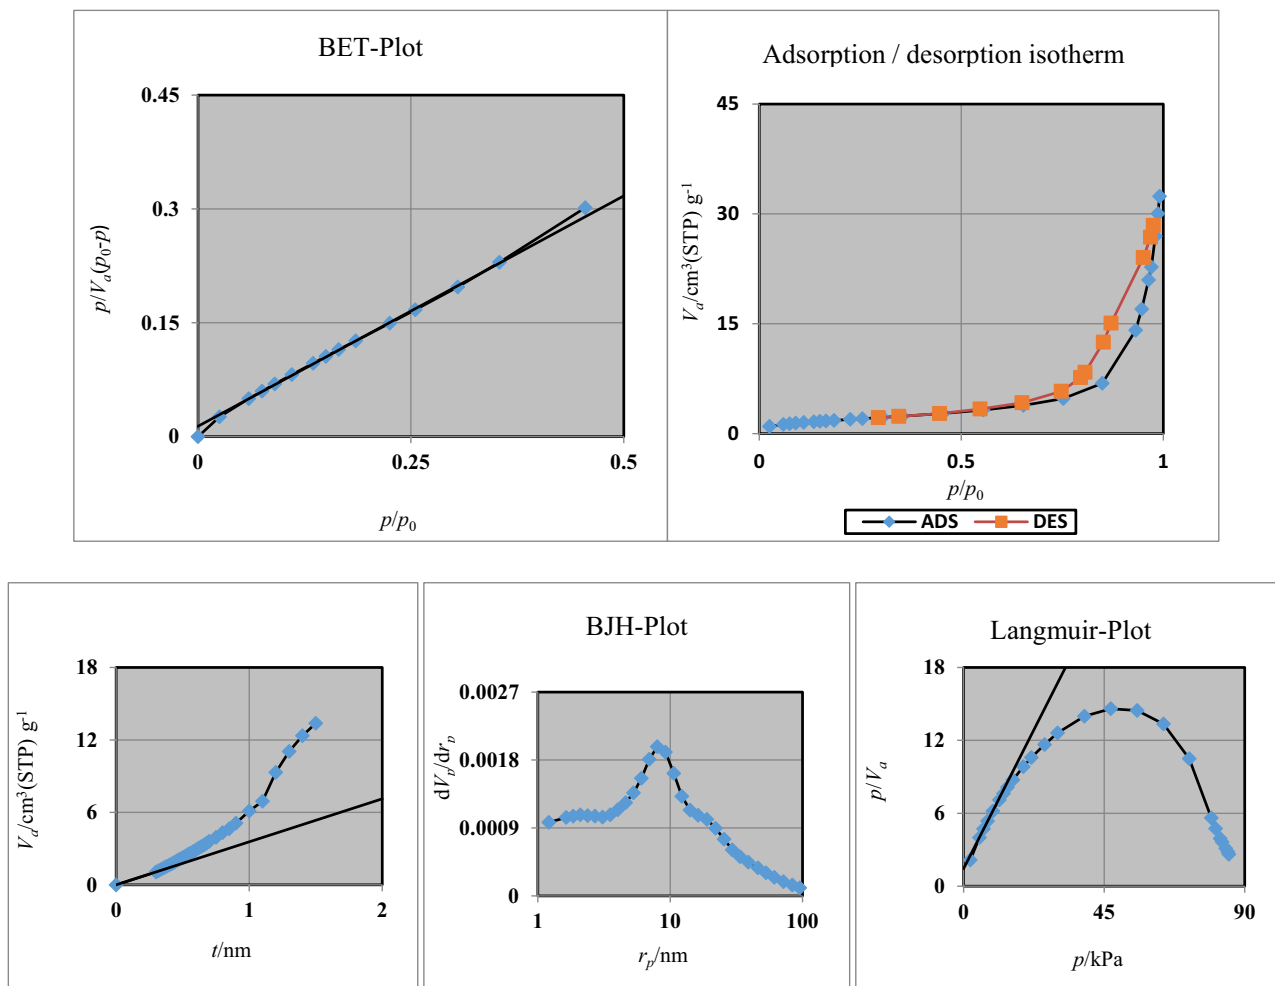 BET-Plot
0.45
0.3
0.15
0
0
0.25
0.5
p/Vₐ(p₀-p)
p/p₀
Adsorption / desorption isotherm
45
30
15
0
0
0.5
1
Vₐ/cm³(STP) g⁻¹
p/p₀
ADS
DES
18
12
6
0
0
1
2
Vₐ/cm³(STP) g⁻¹
t/nm
BJH-Plot
0.0027
0.0018
0.0009
0
1
10
100
dVₚ/drₚ
rₚ/nm
Langmuir-Plot
18
12
6
0
0
45
90
p/Vₐ
p/kPa